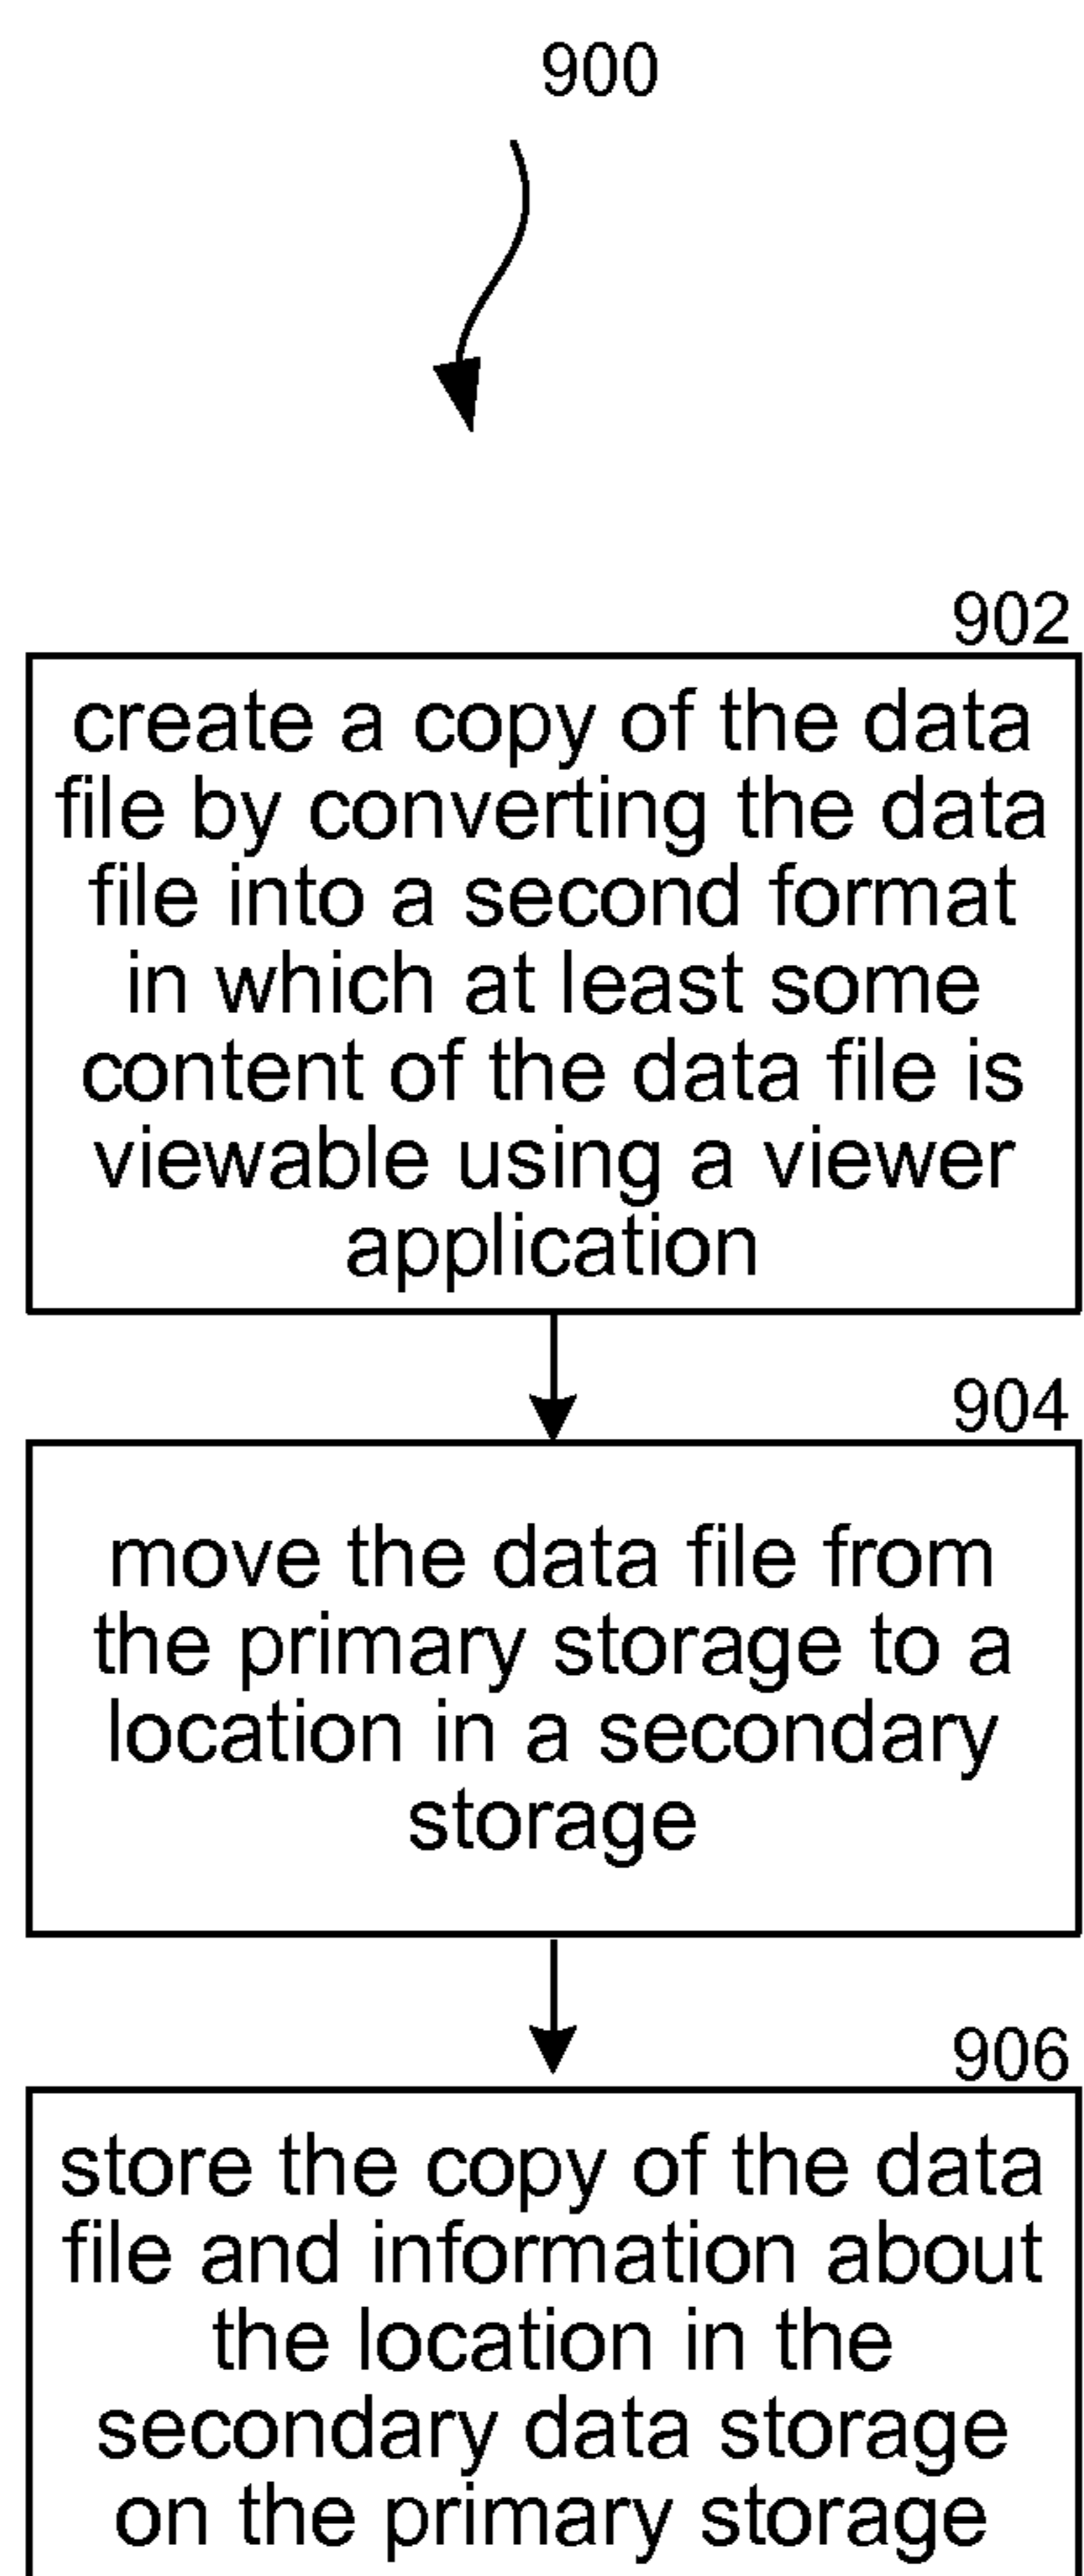 900
902
create a copy of the data
file by converting the data
file into a second format
in which at least some
content of the data file is
viewable using a viewer
application
904
move the data file from
the primary storage to a
location in a secondary
storage
906
store the copy of the data
file and information about
the location in the
secondary data storage
on the primary storage